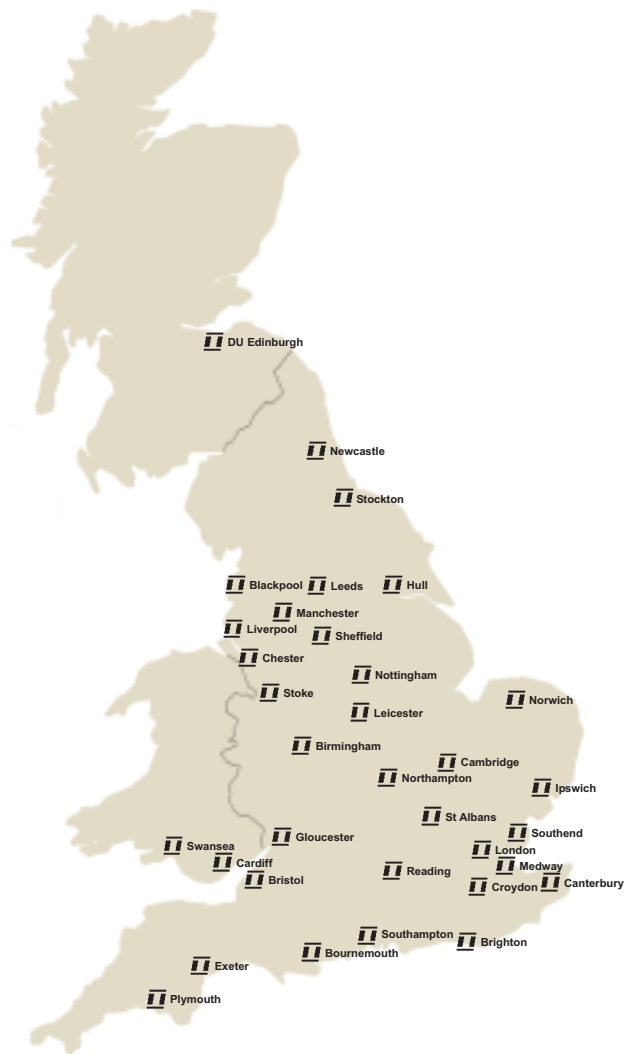 DU Edinburgh
Newcastle
Stockton
Blackpool
Leeds
Hull
Manchester
Liverpool
Sheffield
Chester
Nottingham
Stoke
Norwich
Leicester
Birmingham
Cambridge
Northampton
Ipswich
St Albans
Southend
Gloucester
Swansea
London
Cardiff
Medway
Reading
Bristol
Croydon
Canterbury
Southampton
Brighton
Bournemouth
Exeter
Plymouth